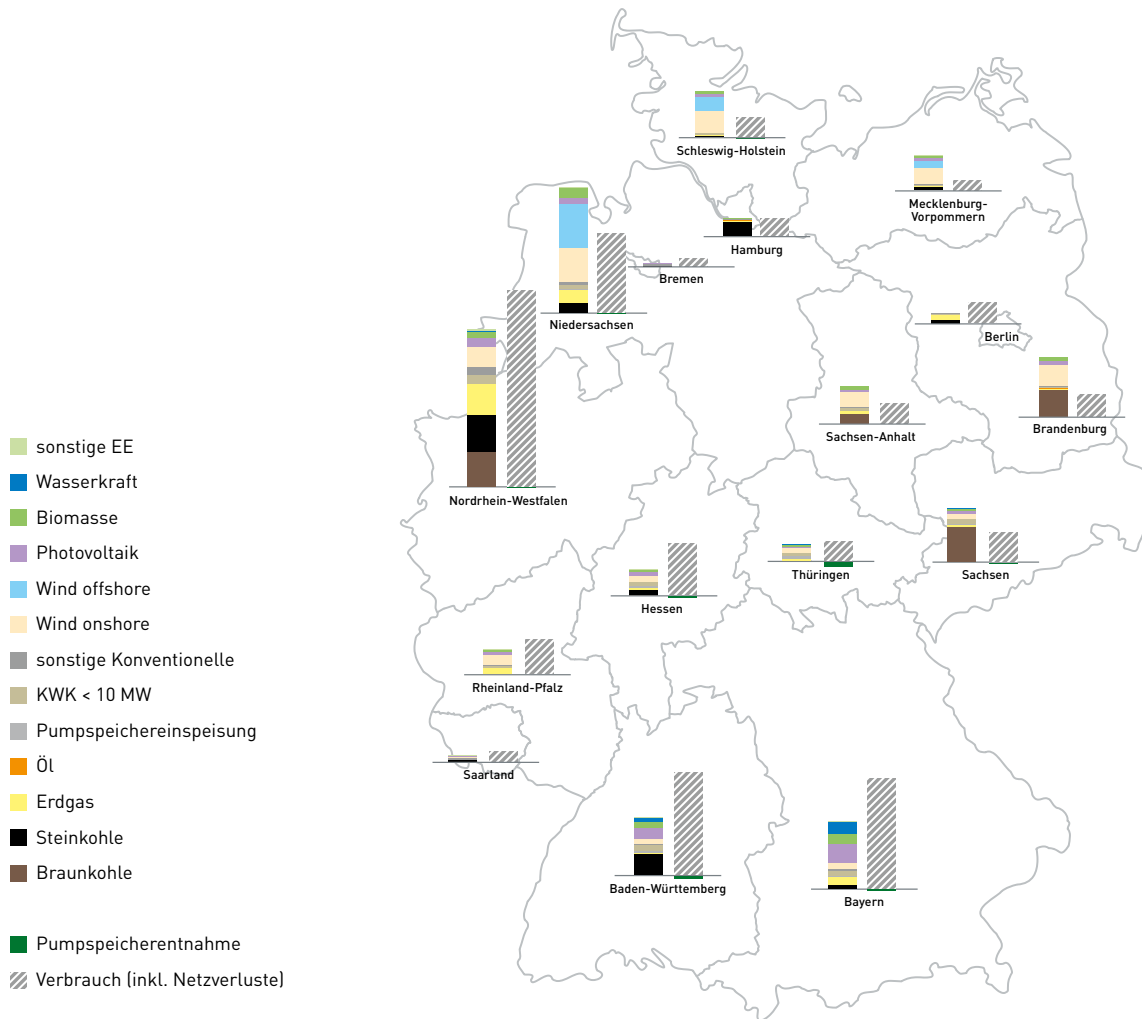 Schleswig-Holstein
Mecklenburg-
Vorpommern
Hamburg
Bremen
Niedersachsen
Berlin
Brandenburg
Sachsen-Anhalt
Nordrhein-Westfalen
Thüringen
Sachsen
Hessen
Rheinland-Pfalz
Saarland
Baden-Württemberg
Bayern
sonstige EE
Wasserkraft
Biomasse
Photovoltaik
Wind offshore
Wind onshore
sonstige Konventionelle
KWK < 10 MW
Pumpspeichereinspeisung
Öl
Erdgas
Steinkohle
Braunkohle
Pumpspeicherentnahme
Verbrauch (inkl. Netzverluste)